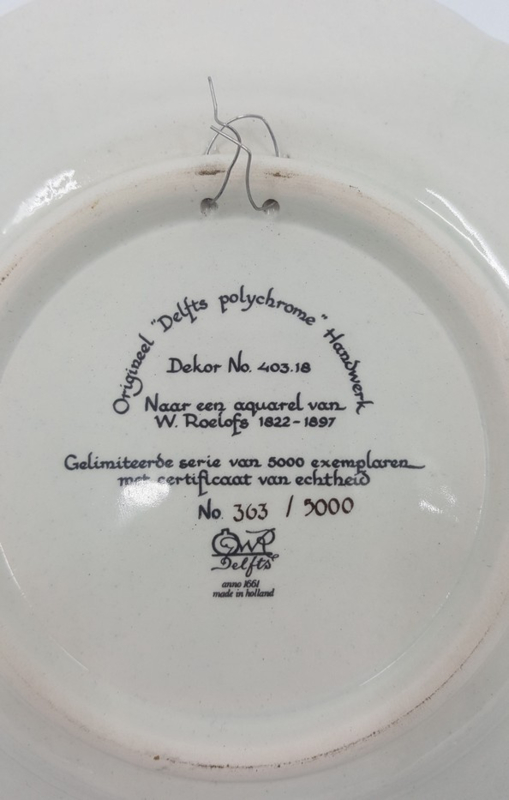 Origineel "Delfts polychrome" Handwerk
Dekor No. 403.18
Naar een aquarel van
W. Roelofs 1822-1897
Gelimiteerde serie van 5000 exemplaren
met certificaat van echtheid
No. 363 / 5000
Delfts
anno 1661
made in holland